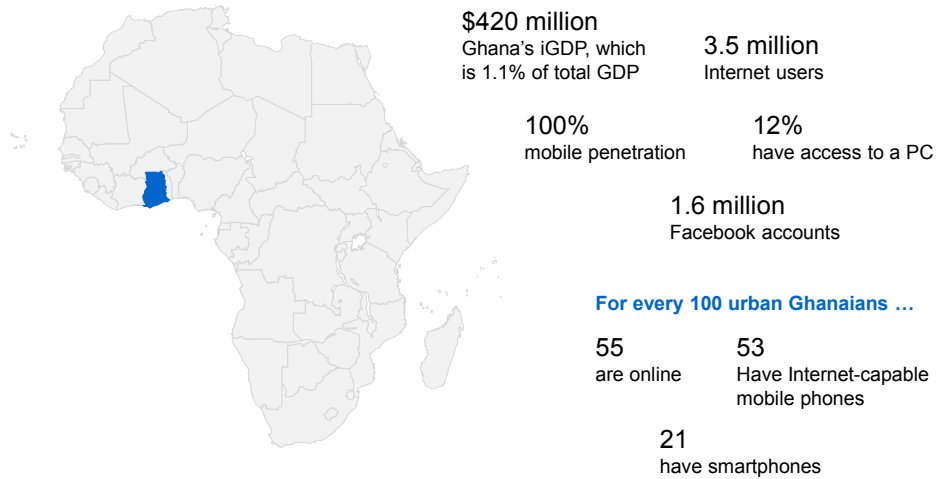 $420 million
Ghana’s iGDP, which
is 1.1% of total GDP
3.5 million
Internet users
100%
mobile penetration
12%
have access to a PC
1.6 million
Facebook accounts
For every 100 urban Ghanaians …
55
are online
53
Have Internet-capable
mobile phones
21
have smartphones